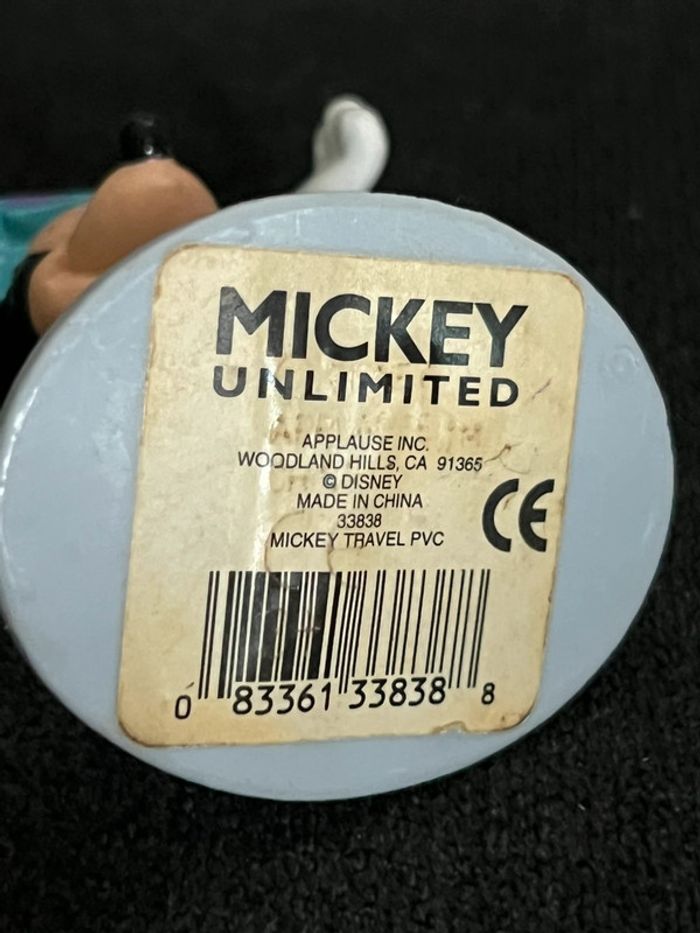 MICKEY
UNLIMITED
APPLAUSE INC.
WOODLAND HILLS, CA 91365
© DISNEY
MADE IN CHINA
33838
MICKEY TRAVEL PVC
CE
0 83361 33838 8